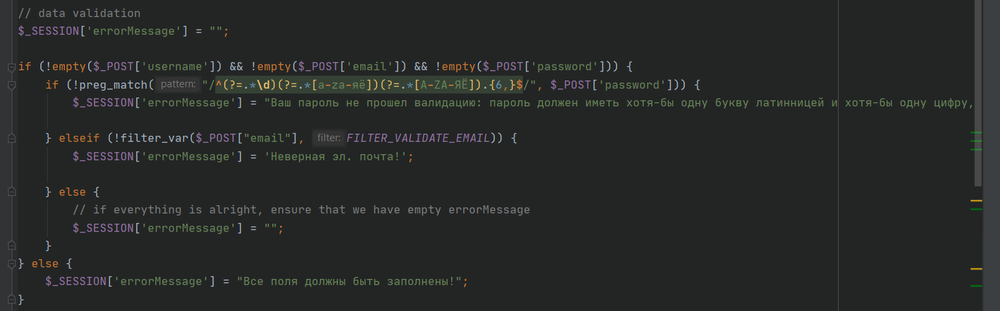 // data validation
$_SESSION['errorMessage'] = "";
if (!empty($_POST['username']) && !empty($_POST['email']) && !empty($_POST['password'])) {
if (!preg_match( pattern: "/^(?=.*\d)(?=.*[a-zа-яё])(?=.*[A-ZА-ЯЁ]).{6,}$/", $_POST['password'])) {
$_SESSION['errorMessage'] = "Ваш пароль не прошел валидацию: пароль должен иметь хотя-бы одну букву латинницей и хотя-бы одну цифру,
} elseif (!filter_var($_POST["email"], filter: FILTER_VALIDATE_EMAIL)) {
$_SESSION['errorMessage'] = 'Неверная эл. почта!';
} else {
// if everything is alright, ensure that we have empty errorMessage
$_SESSION['errorMessage'] = "";
}
} else {
$_SESSION['errorMessage'] = "Все поля должны быть заполнены!";
}